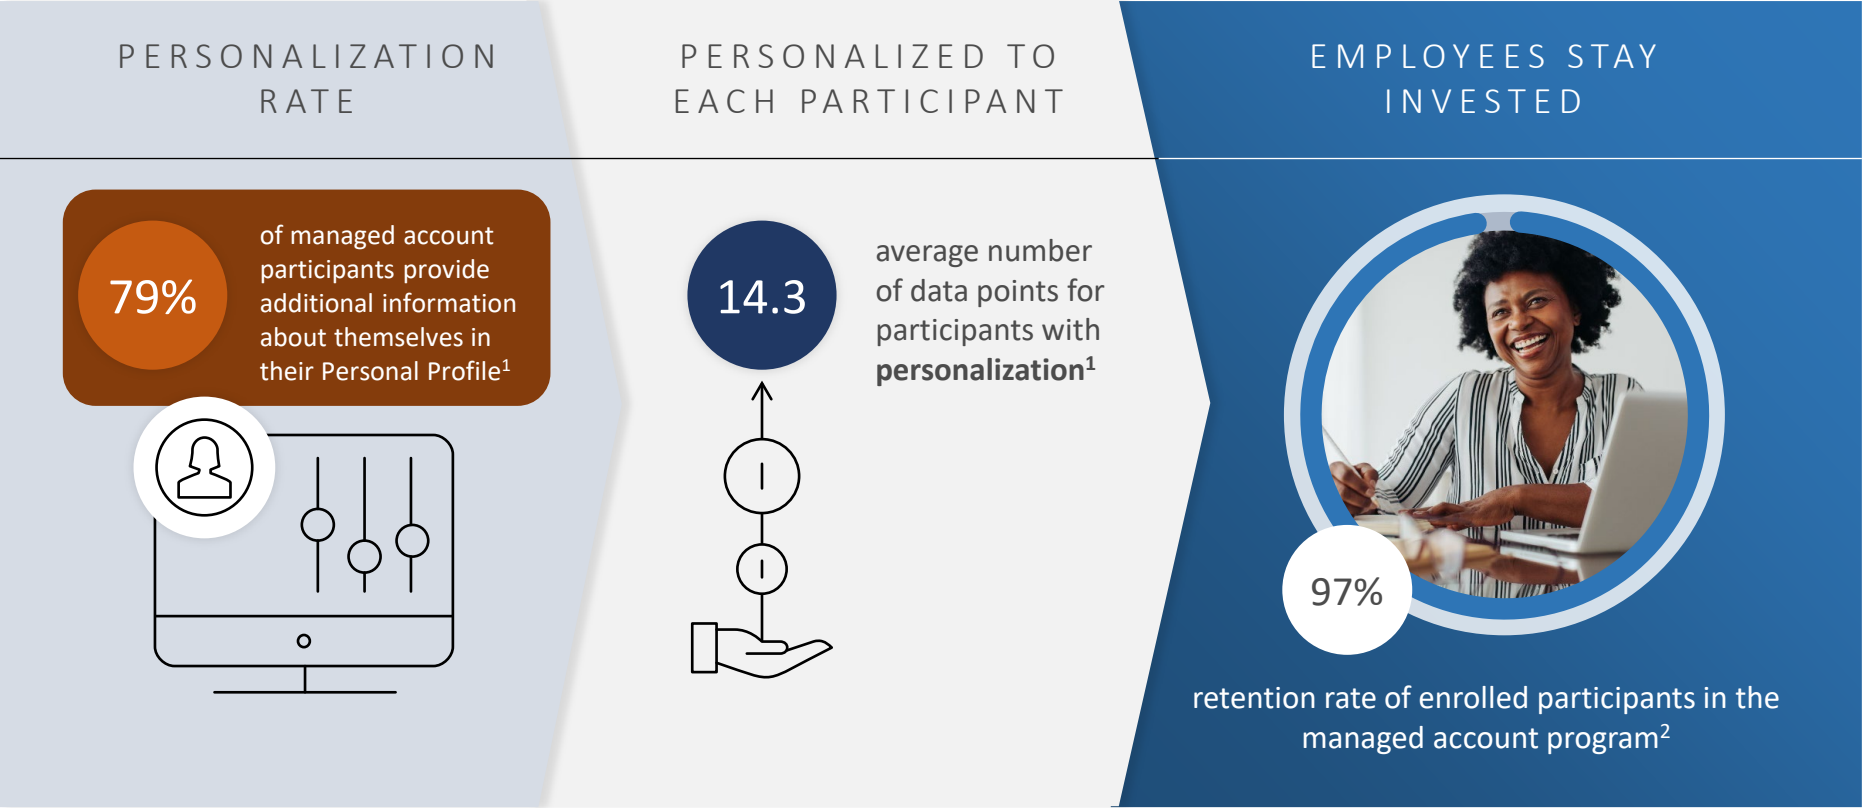 PERSONALIZATION
RATE
79%
of managed account
participants provide
additional information
about themselves in
their Personal Profile¹
PERSONALIZED TO
EACH PARTICIPANT
14.3
average number
of data points for
participants with
personalization¹
EMPLOYEES STAY
INVESTED
97%
retention rate of enrolled participants in the
managed account program²